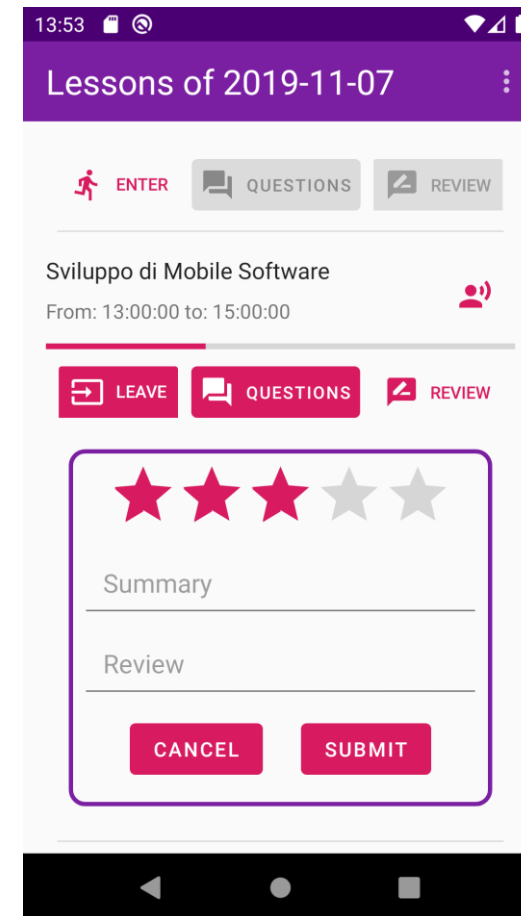 13:53
Lessons of 2019-11-07
ENTER QUESTIONS REVIEW
Sviluppo di Mobile Software
From: 13:00:00 to: 15:00:00
LEAVE QUESTIONS REVIEW
Summary
Review
CANCEL SUBMIT